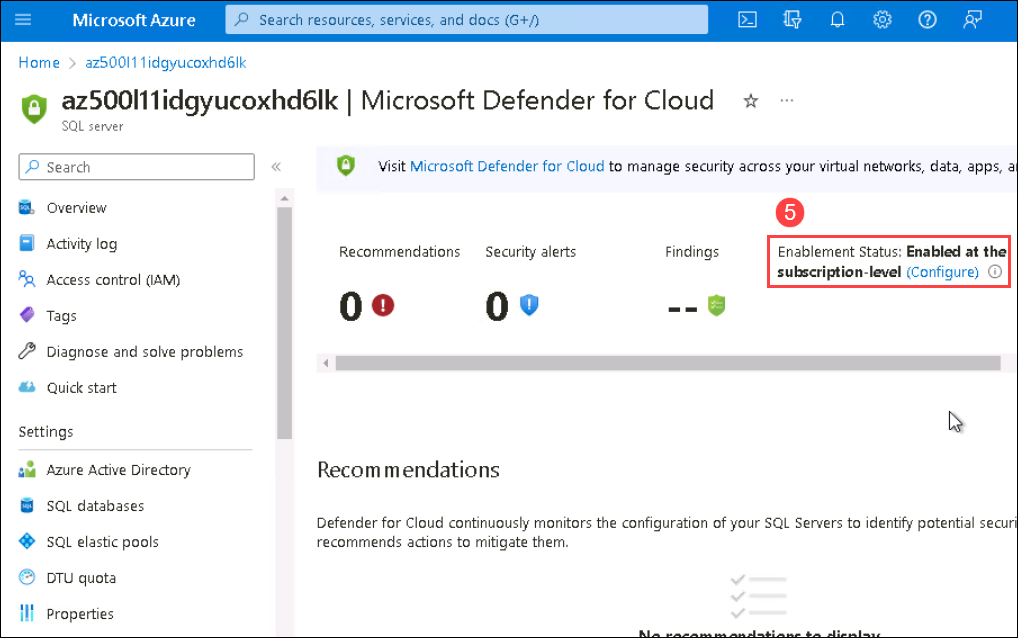 Microsoft Azure
Search resources, services, and docs (G+/)
Home > az500l11idgyucoxhd6lk
az500l11idgyucoxhd6lk | Microsoft Defender for Cloud
SQL server
Search
Visit Microsoft Defender for Cloud to manage security across your virtual networks, data, apps, a
Overview
Activity log
Access control (IAM)
Tags
Diagnose and solve problems
Quick start
Settings
Azure Active Directory
SQL databases
SQL elastic pools
DTU quota
Properties
5
Recommendations
Security alerts
Findings
Enablement Status: Enabled at the
subscription-level (Configure)
0
0
--
Recommendations
Defender for Cloud continuously monitors the configuration of your SQL Servers to identify potential securi
recommends actions to mitigate them.
No recommendations to display